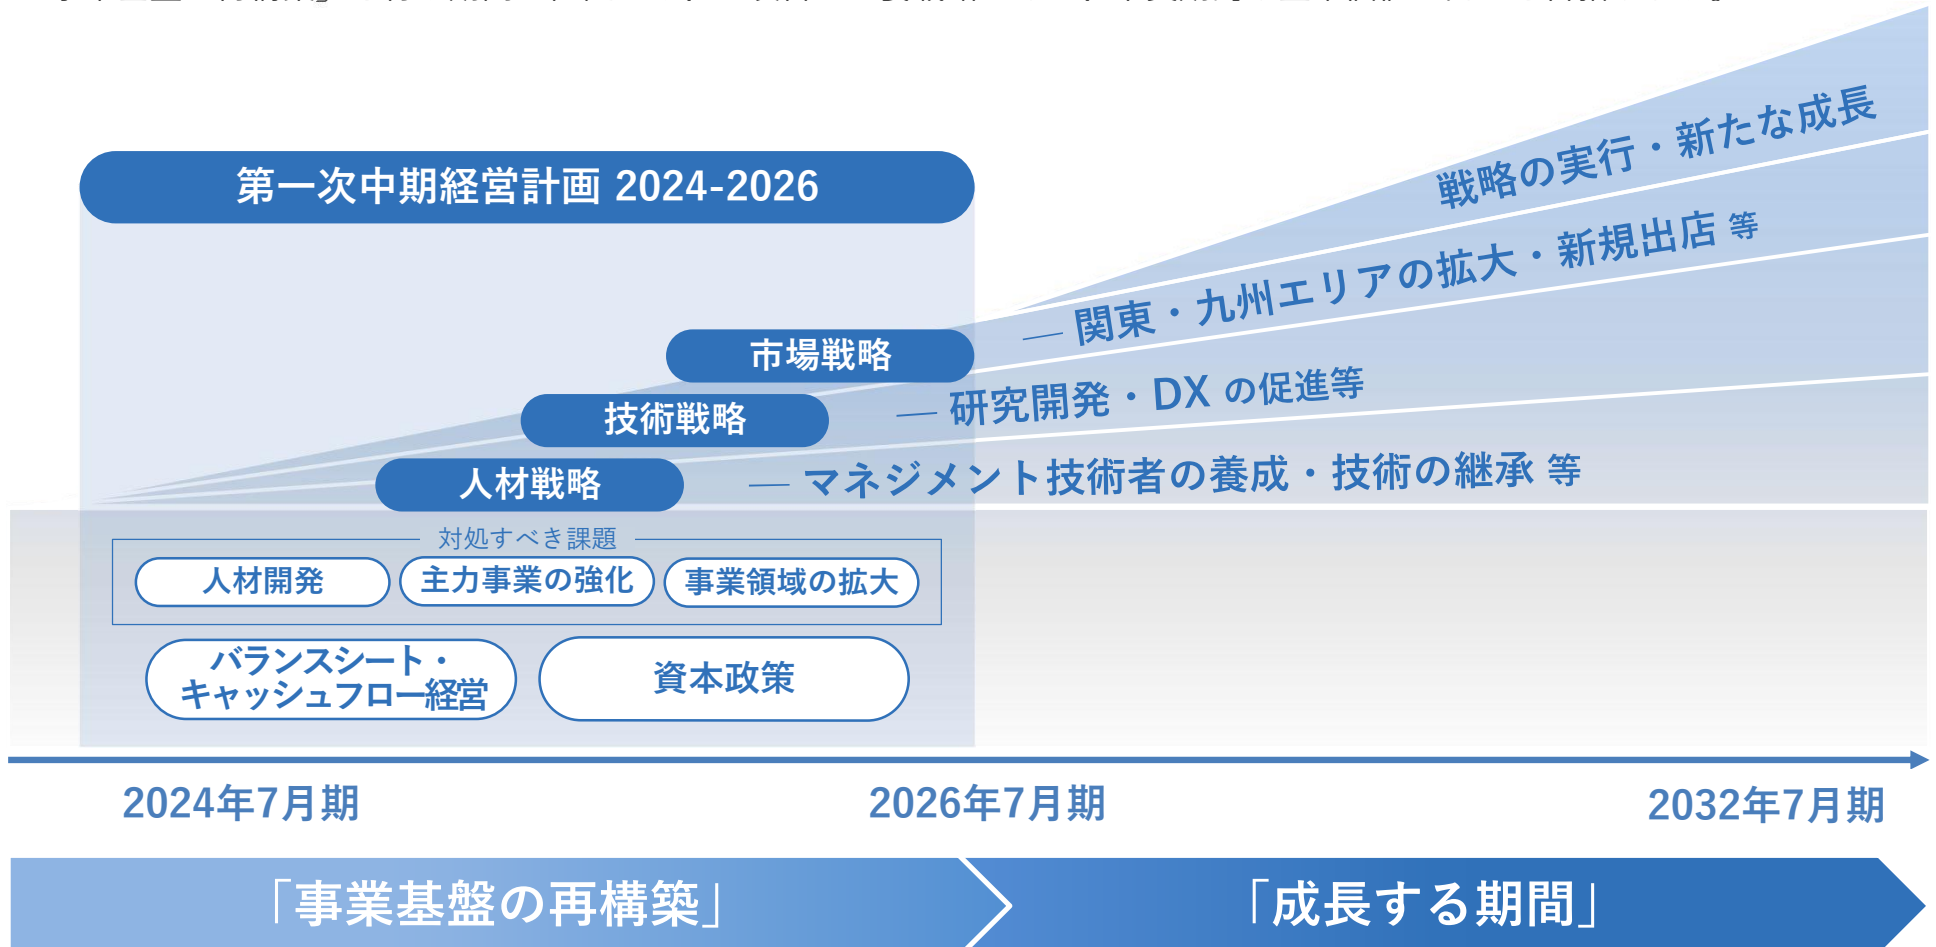 第一次中期経営計画 2024-2026
戦略の実行・新たな成長
関東・九州エリアの拡大・新規出店 等
市場戦略
研究開発・DX の促進等
技術戦略
マネジメント技術者の養成・技術の継承 等
人材戦略
対処すべき課題
人材開発
主力事業の強化
事業領域の拡大
バランスシート・
キャッシュフロー経営
資本政策
2024年7月期
2026年7月期
2032年7月期
「事業基盤の再構築」
「成長する期間」